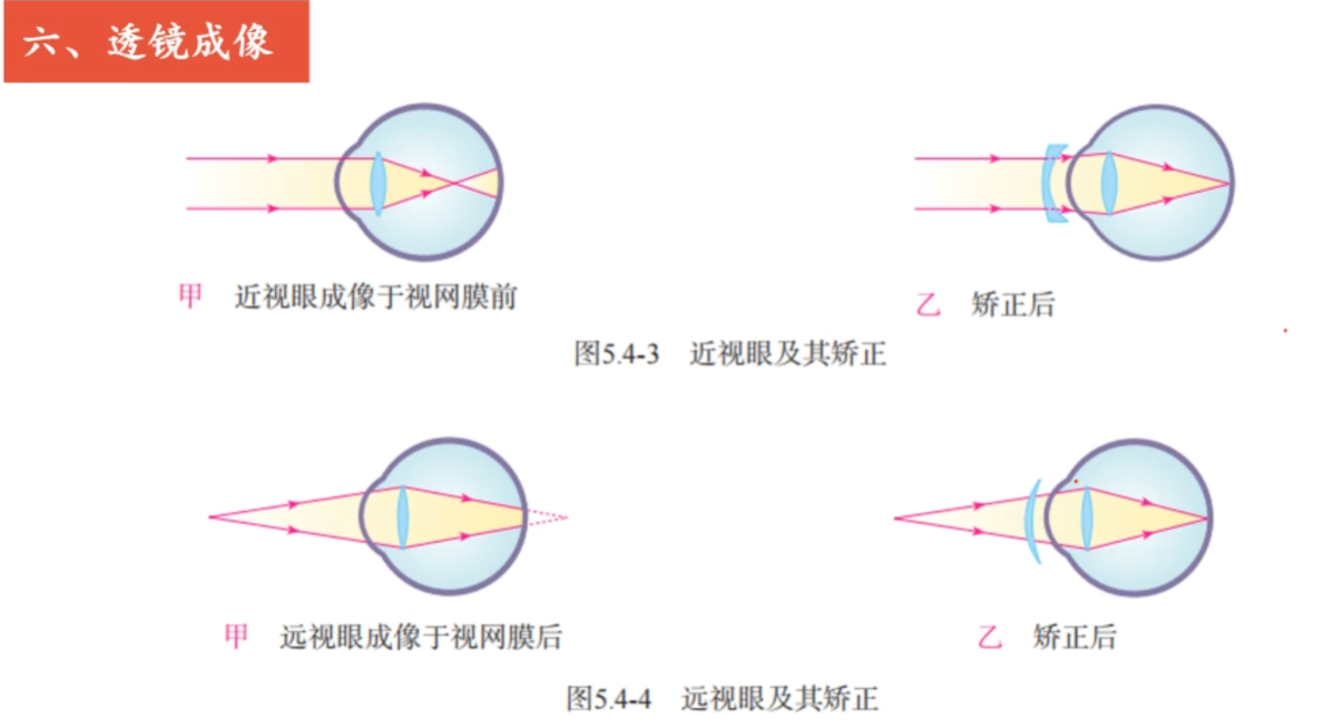 六、透镜成像
甲 近视眼成像于视网膜前
乙 矫正后
图5.4-3 近视眼及其矫正
甲 远视眼成像于视网膜后
乙 矫正后
图5.4-4 远视眼及其矫正